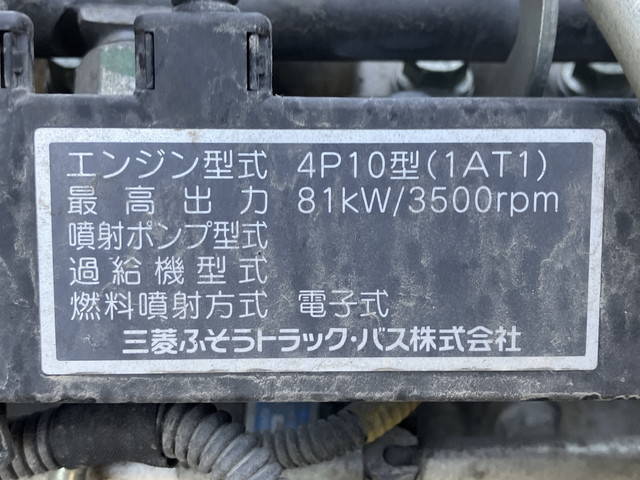 エンジン型式 4P10型(1AT1)
最高出力 81kW/3500rpm
噴射ポンプ型式
過給機型式
燃料噴射方式 電子式
三菱ふそうトラック・バス株式会社